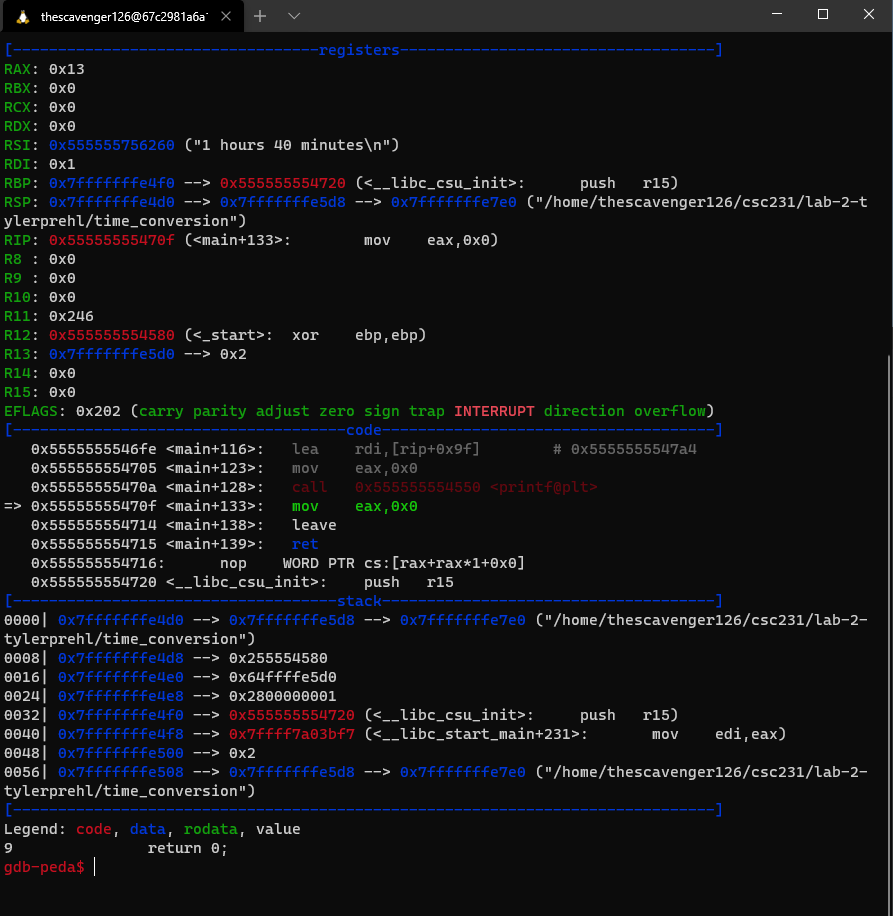 thescavenger126@67c2981a6a
[----------------------------------registers-----------------------------------]
RAX: 0x13
RBX: 0x0
RCX: 0x0
RDX: 0x0
RSI: 0x555555756260 ("1 hours 40 minutes\n")
RDI: 0x1
RBP: 0x7fffffffe4f0 --> 0x555555554720 (<__libc_csu_init>:      push   r15)
RSP: 0x7fffffffe4d0 --> 0x7fffffffe5d8 --> 0x7fffffffe7e0 ("/home/thescavenger126/csc231/lab-2-t
ylerprehl/time_conversion")
RIP: 0x55555555470f (<main+133>:        mov    eax,0x0)
R8 : 0x0
R9 : 0x0
R10: 0x0
R11: 0x246
R12: 0x555555554580 (<_start>:  xor    ebp,ebp)
R13: 0x7fffffffe5d0 --> 0x2
R14: 0x0
R15: 0x0
EFLAGS: 0x202 (carry parity adjust zero sign trap INTERRUPT direction overflow)
[-------------------------------------code-------------------------------------]
   0x5555555546fe <main+116>:   lea    rdi,[rip+0x9f]        # 0x5555555547a4
   0x555555554705 <main+123>:   mov    eax,0x0
   0x55555555470a <main+128>:   call   0x555555554550 <printf@plt>
=> 0x55555555470f <main+133>:   mov    eax,0x0
   0x555555554714 <main+138>:   leave
   0x555555554715 <main+139>:   ret
   0x555555554716:      nop    WORD PTR cs:[rax+rax*1+0x0]
   0x555555554720 <__libc_csu_init>:    push   r15
[------------------------------------stack-------------------------------------]
0000| 0x7fffffffe4d0 --> 0x7fffffffe5d8 --> 0x7fffffffe7e0 ("/home/thescavenger126/csc231/lab-2-
tylerprehl/time_conversion")
0008| 0x7fffffffe4d8 --> 0x255554580
0016| 0x7fffffffe4e0 --> 0x64ffffe5d0
0024| 0x7fffffffe4e8 --> 0x2800000001
0032| 0x7fffffffe4f0 --> 0x555555554720 (<__libc_csu_init>:     push   r15)
0040| 0x7fffffffe4f8 --> 0x7ffff7a03bf7 (<__libc_start_main+231>:       mov    edi,eax)
0048| 0x7fffffffe500 --> 0x2
0056| 0x7fffffffe508 --> 0x7fffffffe5d8 --> 0x7fffffffe7e0 ("/home/thescavenger126/csc231/lab-2-
tylerprehl/time_conversion")
[------------------------------------------------------------------------------]
Legend: code, data, rodata, value
9               return 0;
gdb-peda$